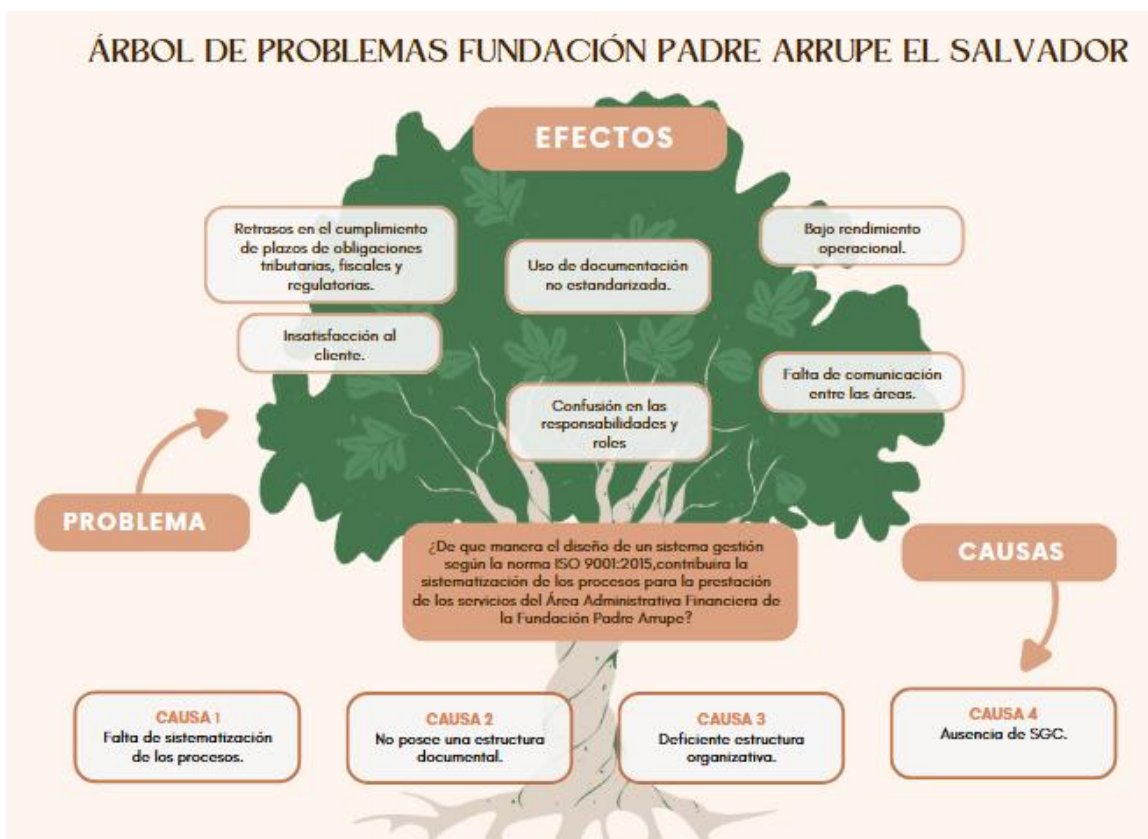 ÁRBOL DE PROBLEMAS FUNDACIÓN PADRE ARRUPE EL SALVADOR
EFECTOS
Retrasos en el cumplimiento
de plazos de obligaciones
tributarias, fiscales y
regulatorias.
Uso de documentación
no estandarizada.
Bajo rendimiento
operacional.
Insatisfacción al
cliente.
Confusión en las
responsabilidades y
roles
Falta de comunicación
entre las áreas.
PROBLEMA
¿De que manera el diseño de un sistema gestión
según la norma ISO 9001:2015,contribuira la
sistematización de los procesos para la prestación
de los servicios del Área Administrativa Financiera de
la Fundación Padre Arrupe?
CAUSAS
CAUSA 1
Falta de sistematización
de los procesos.
CAUSA 2
No posee una estructura
documental.
CAUSA 3
Deficiente estructura
organizativa.
CAUSA 4
Ausencia de SGC.